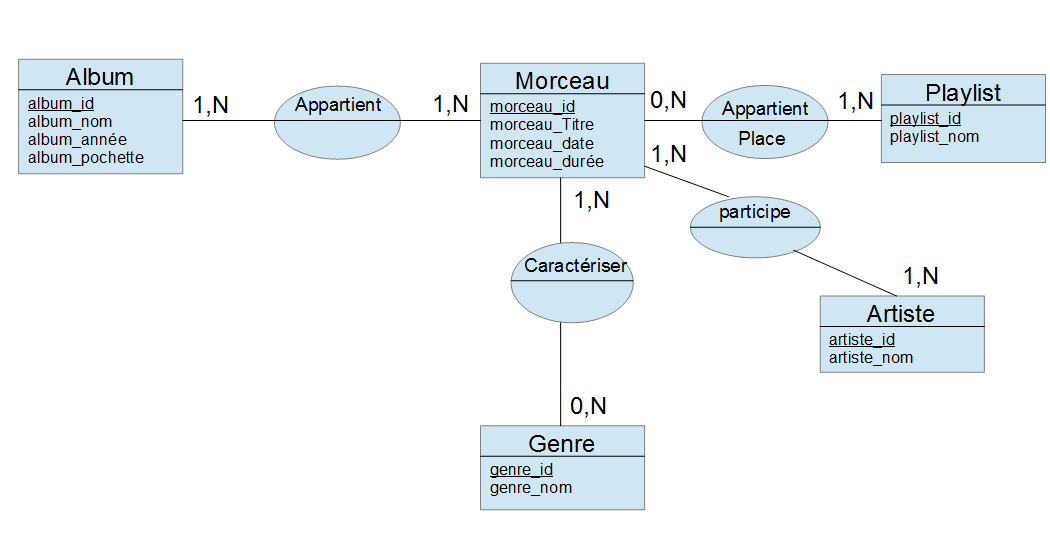 Album
album_id
album_nom
album_année
album_pochette
1,N
Appartient
1,N
Morceau
morceau_id
morceau_Titre
morceau_date
morceau_durée
0,N
Appartient
Place
1,N
Playlist
playlist_id
playlist_nom
1,N
participe
1,N
Artiste
artiste_id
artiste_nom
1,N
Caractériser
0,N
Genre
genre_id
genre_nom